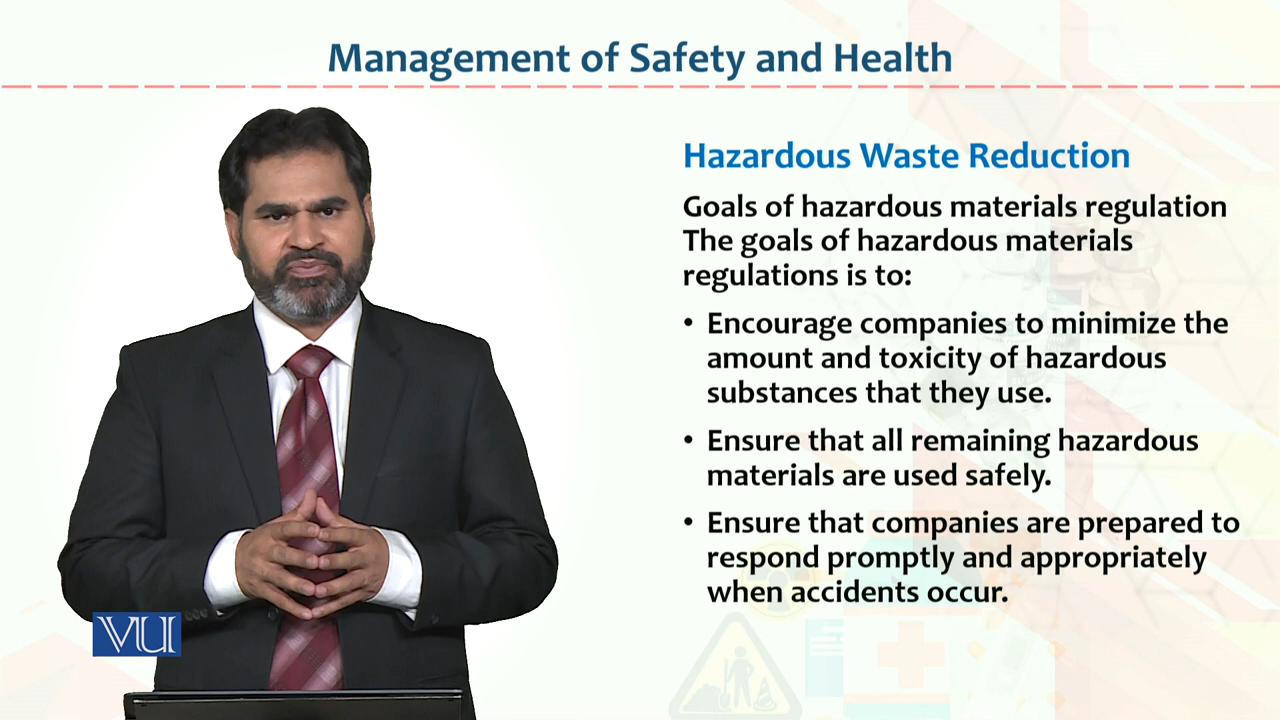 Management of Safety and Health
Hazardous Waste Reduction
Goals of hazardous materials regulation
The goals of hazardous materials
regulations is to:
• Encourage companies to minimize the
amount and toxicity of hazardous
substances that they use.
• Ensure that all remaining hazardous
materials are used safely.
• Ensure that companies are prepared to
respond promptly and appropriately
when accidents occur.
VU